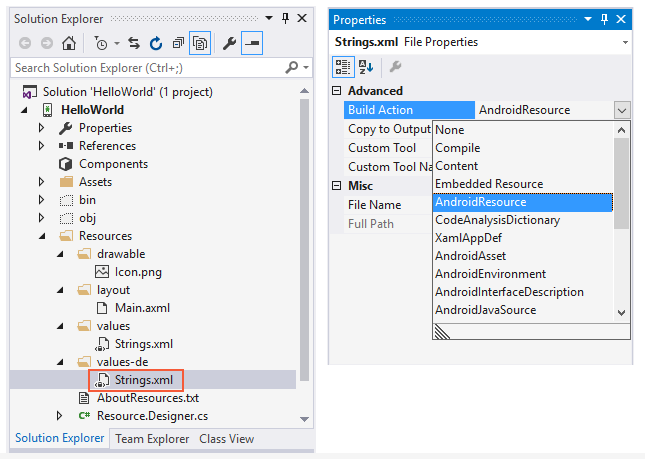 Solution Explorer
Search Solution Explorer (Ctrl+;)
Solution 'HelloWorld' (1 project)
HelloWorld
Properties
References
Components
Assets
bin
obj
Resources
drawable
Icon.png
layout
Main.axml
values
Strings.xml
values-de
Strings.xml
AboutResources.txt
C# Resource.Designer.cs
Solution Explorer Team Explorer Class View
Properties
Strings.xml File Properties
Advanced
Build Action AndroidResource
Copy to Output
Custom Tool
Custom Tool Na
Misc
File Name
Full Path
None
Compile
Content
Embedded Resource
AndroidResource
CodeAnalysisDictionary
XamlAppDef
AndroidAsset
AndroidEnvironment
AndroidInterfaceDescription
AndroidJavaSource